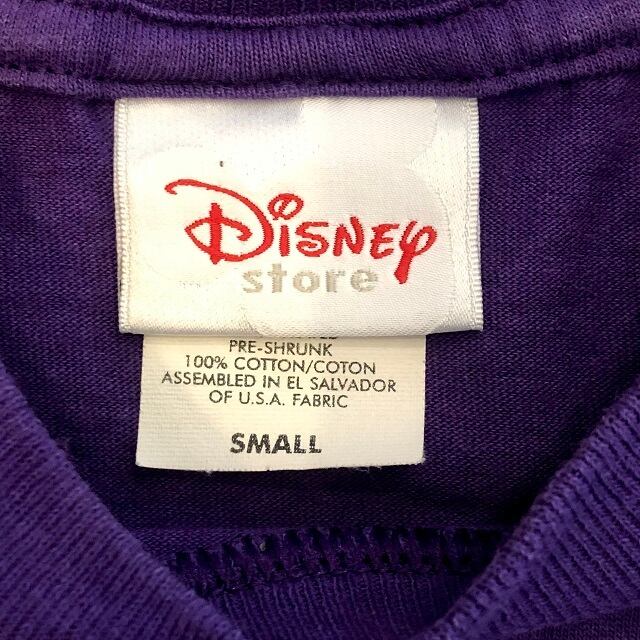 Disney
store
PRE-SHRUNK
100% COTTON/COTON
ASSEMBLED IN EL SALVADOR
OF U.S.A. FABRIC
SMALL